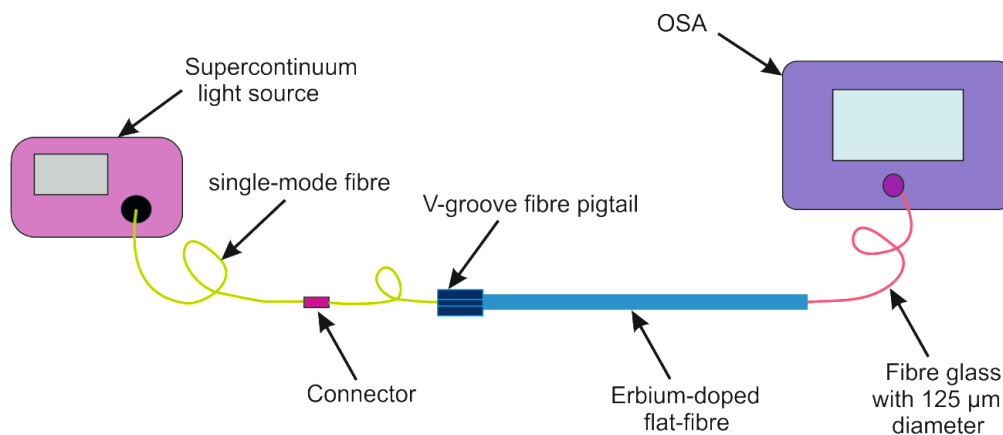 OSA
Supercontinuum
light source
single-mode fibre
V-groove fibre pigtail
Connector
Erbium-doped
flat-fibre
Fibre glass
with 125 µm
diameter